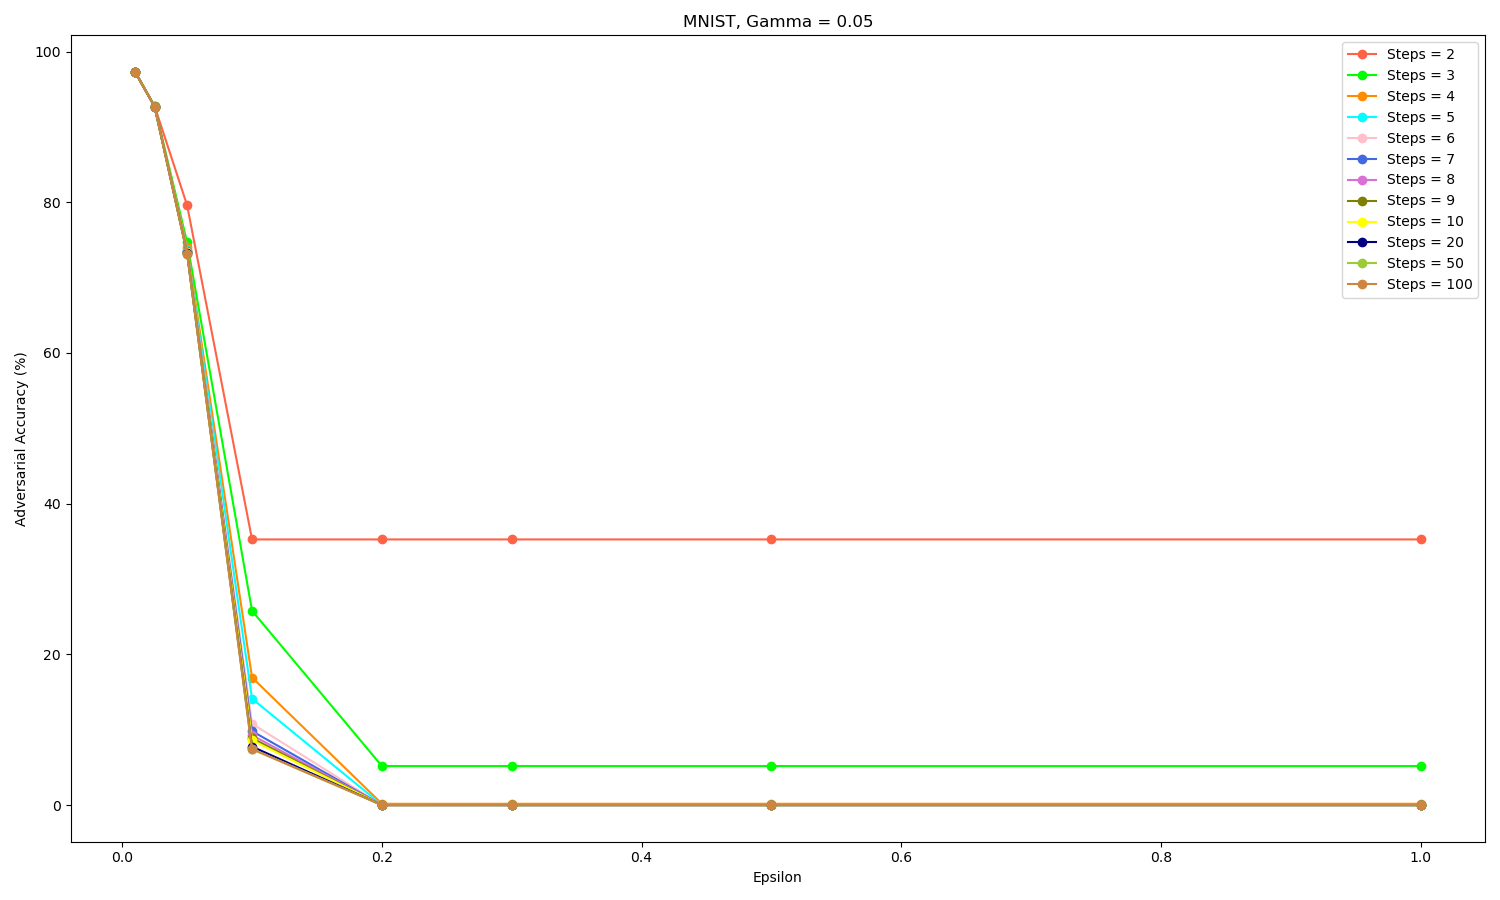 MNIST, Gamma = 0.05
100
80
60
40
20
0
Adversarial Accuracy (%)
Steps = 2
Steps = 3
Steps = 4
Steps = 5
Steps = 6
Steps = 7
Steps = 8
Steps = 9
Steps = 10
Steps = 20
Steps = 50
Steps = 100
0.0 0.2 0.4 0.6 0.8 1.0
Epsilon